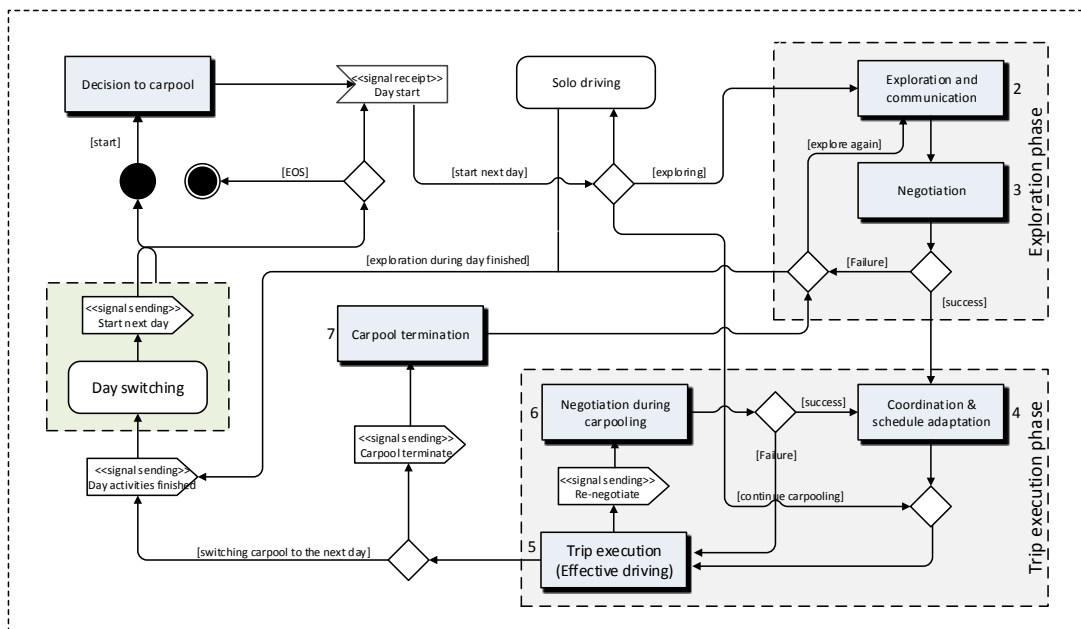 Decision to carpool
<<signal receipt>>
Day start
Solo driving
Exploration and
communication
2
[start]
[explore again]
[EOS]
[start next day]
[exploring]
Negotiation
3
Exploration phase
[exploration during day finished]
[Failure]
[success]
<<signal sending>>
Start next day
7
Carpool termination
Day switching
6
Negotiation during
carpooling
[success]
Coordination &
schedule adaptation
4
<<signal sending>>
Carpool terminate
[Failure]
<<signal sending>>
Day activities finished
<<signal sending>>
Re-negotiate
[continue carpooling]
Trip execution phase
[switching carpool to the next day]
5
Trip execution
(Effective driving)